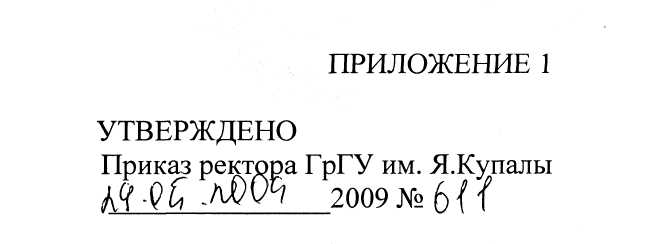 ПРИЛОЖЕНИЕ 1
УТВЕРЖДЕНО
Приказ ректора ГрГУ им. Я.Купалы
2009 № 611